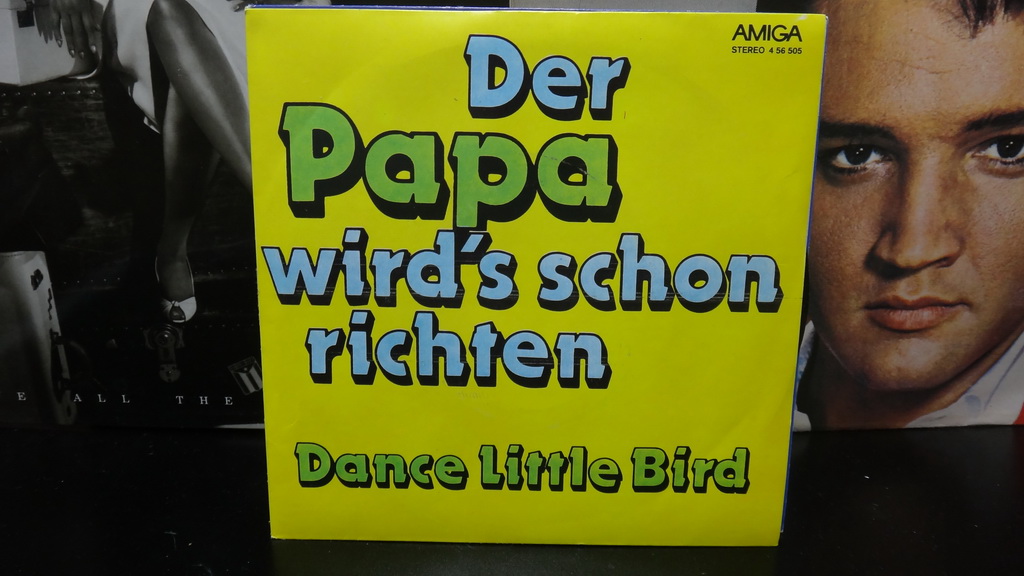 AMIGA
STEREO 4 56 505
Der
Papa
wird's schon
richten
Dance Little Bird
E ALL THE